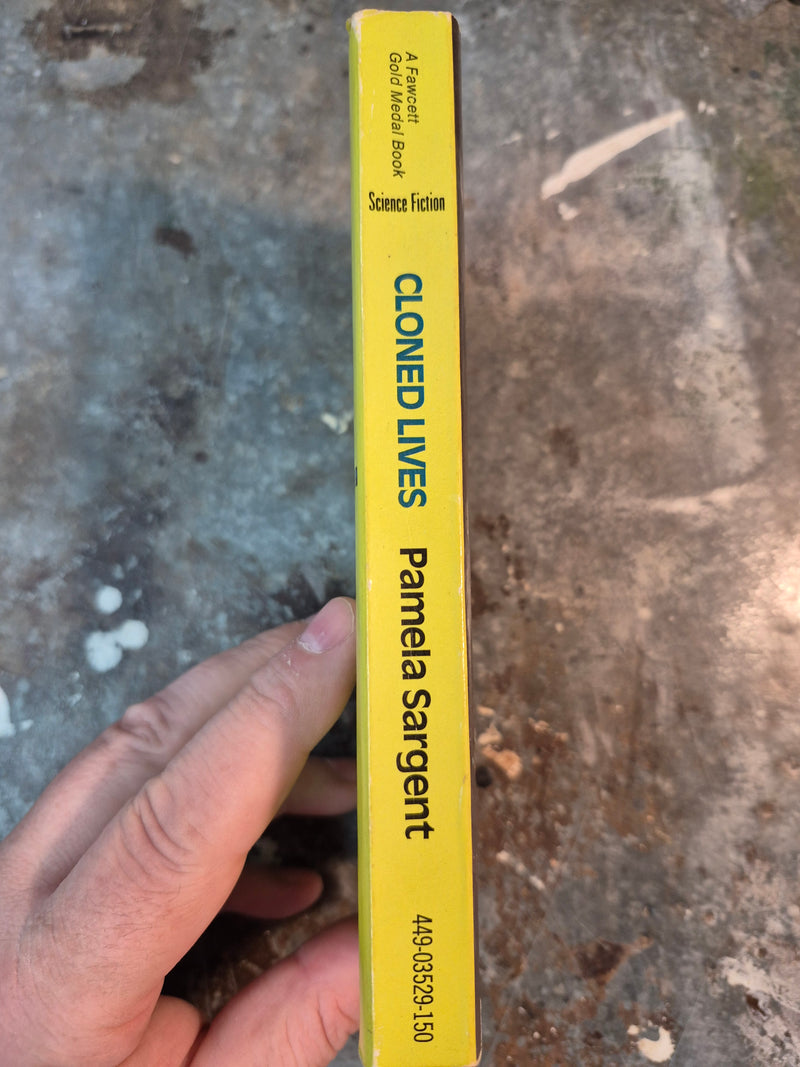 A Fawcett
Gold Medal Book
Science Fiction
CLONED LIVES
Pamela Sargent
449-03529-150